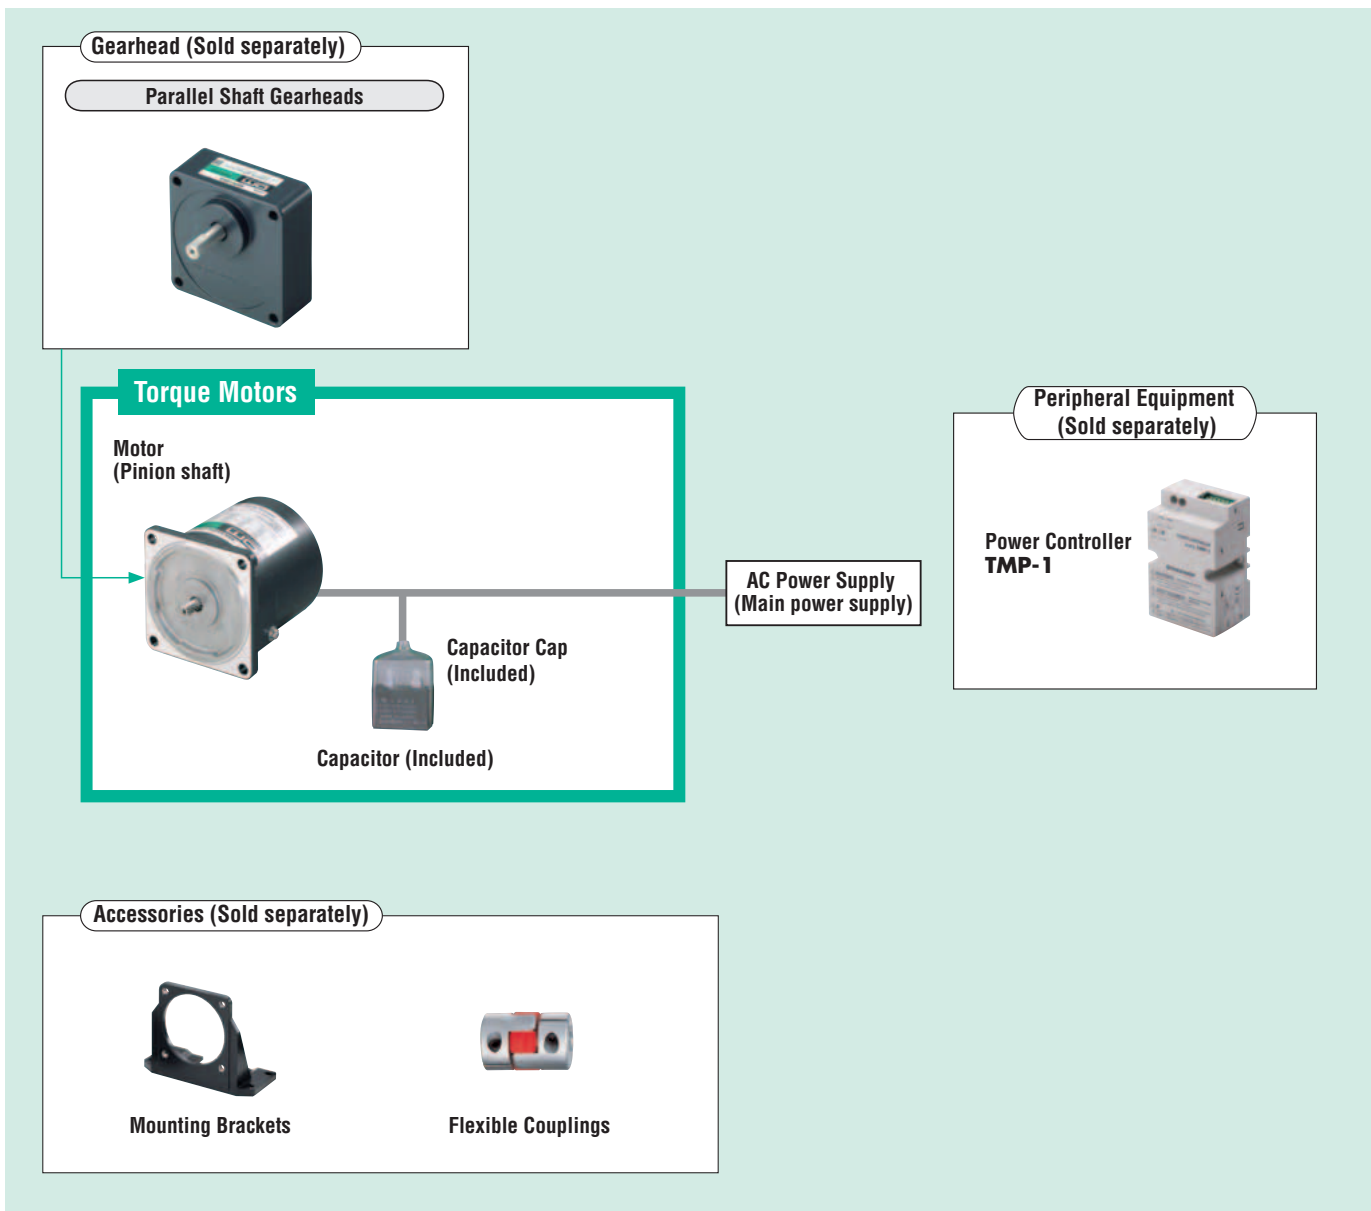 Gearhead (Sold separately)
Parallel Shaft Gearheads
Torque Motors
Motor
(Pinion shaft)
Capacitor Cap
(Included)
Capacitor (Included)
AC Power Supply
(Main power supply)
Peripheral Equipment
(Sold separately)
Power Controller
TMP-1
Accessories (Sold separately)
Mounting Brackets
Flexible Couplings